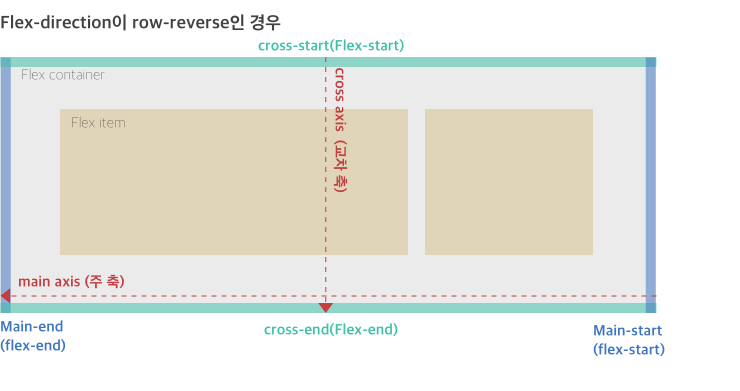 Flex-direction이 row-reverse인 경우
cross-start(Flex-start)
Flex container
cross axis (교차 축)
Flex item
main axis (주 축)
Main-end
(flex-end)
cross-end(Flex-end)
Main-start
(flex-start)